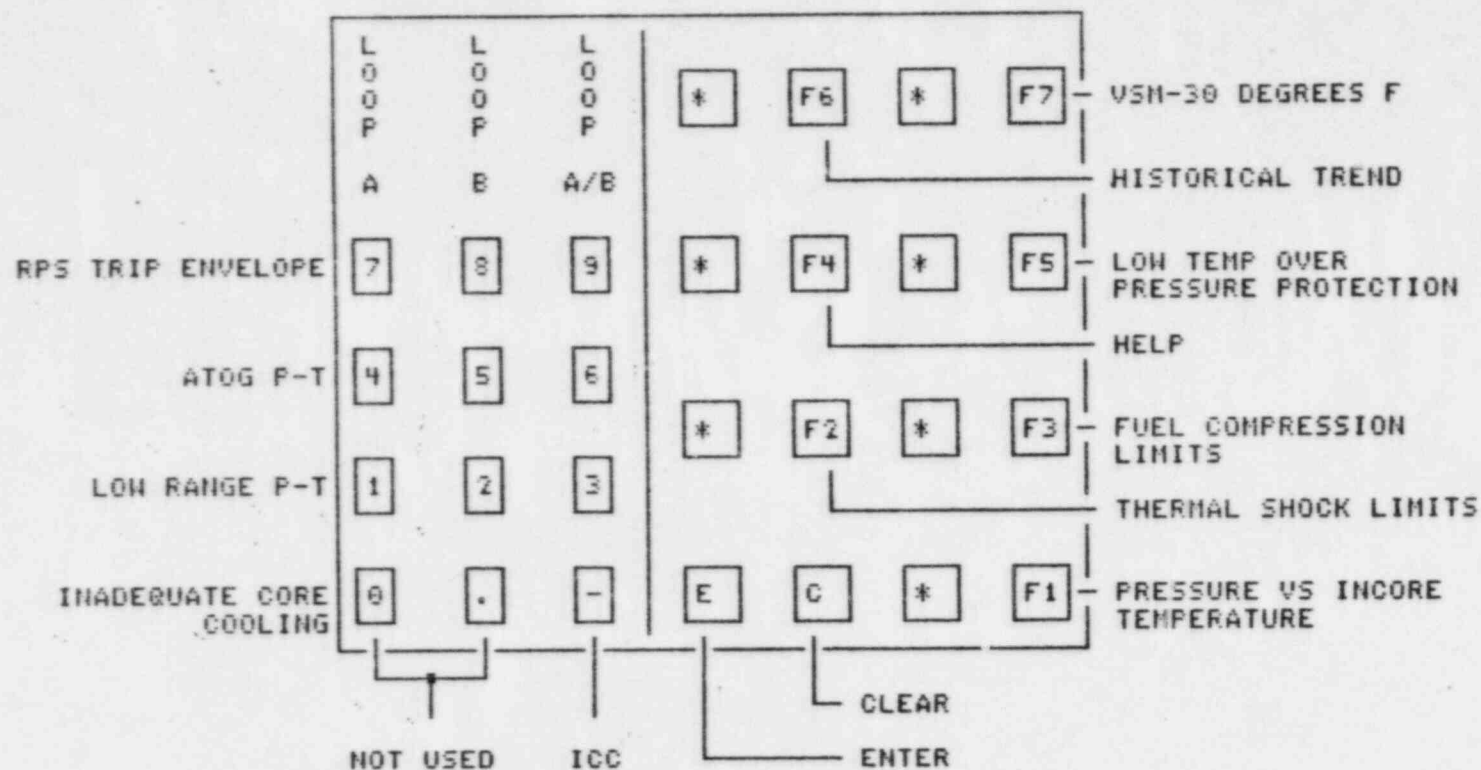 L O O P A
L O O P B
L O O P A/B
* F6 * F7 VSM-30 DEGREES F
HISTORICAL TREND
RPS TRIP ENVELOPE 7 8 9 * F4 * F5 LOW TEMP OVER
PRESSURE PROTECTION
HELP
ATOG P-T 4 5 6
* F2 * F3 FUEL COMPRESSION
LIMITS
LOW RANGE P-T 1 2 3
THERMAL SHOCK LIMITS
INADEQUATE CORE
COOLING
0 . - E C * F1 PRESSURE VS INCORE
TEMPERATURE
CLEAR
NOT USED ICC ENTER